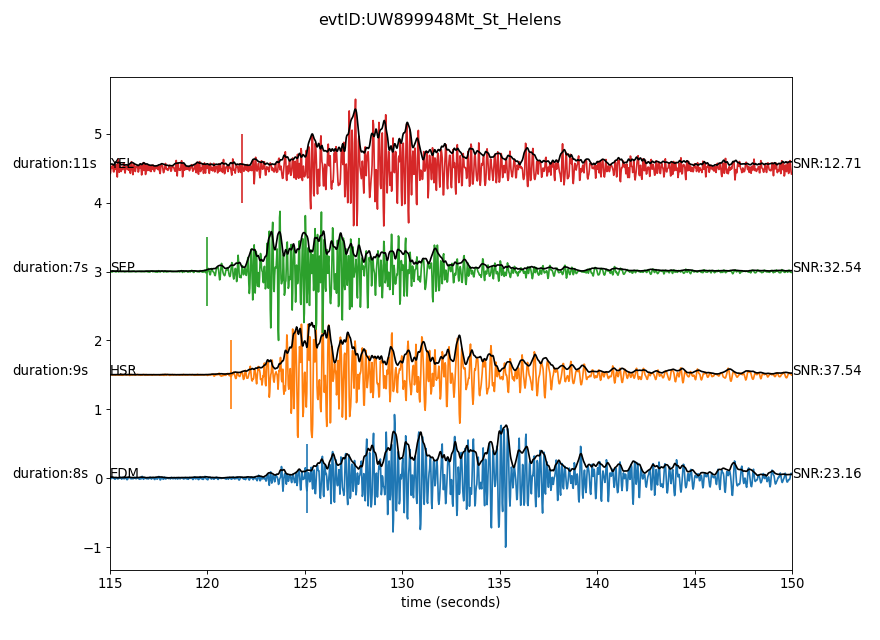 evtID:UW899948Mt_St_Helens
5
duration:11s YEL SNR:12.71
4
duration:7s SEP SNR:32.54
3
2
duration:9s HSR SNR:37.54
1
duration:8s EDM SNR:23.16
0
−1
115 120 125 130 135 140 145 150
time (seconds)